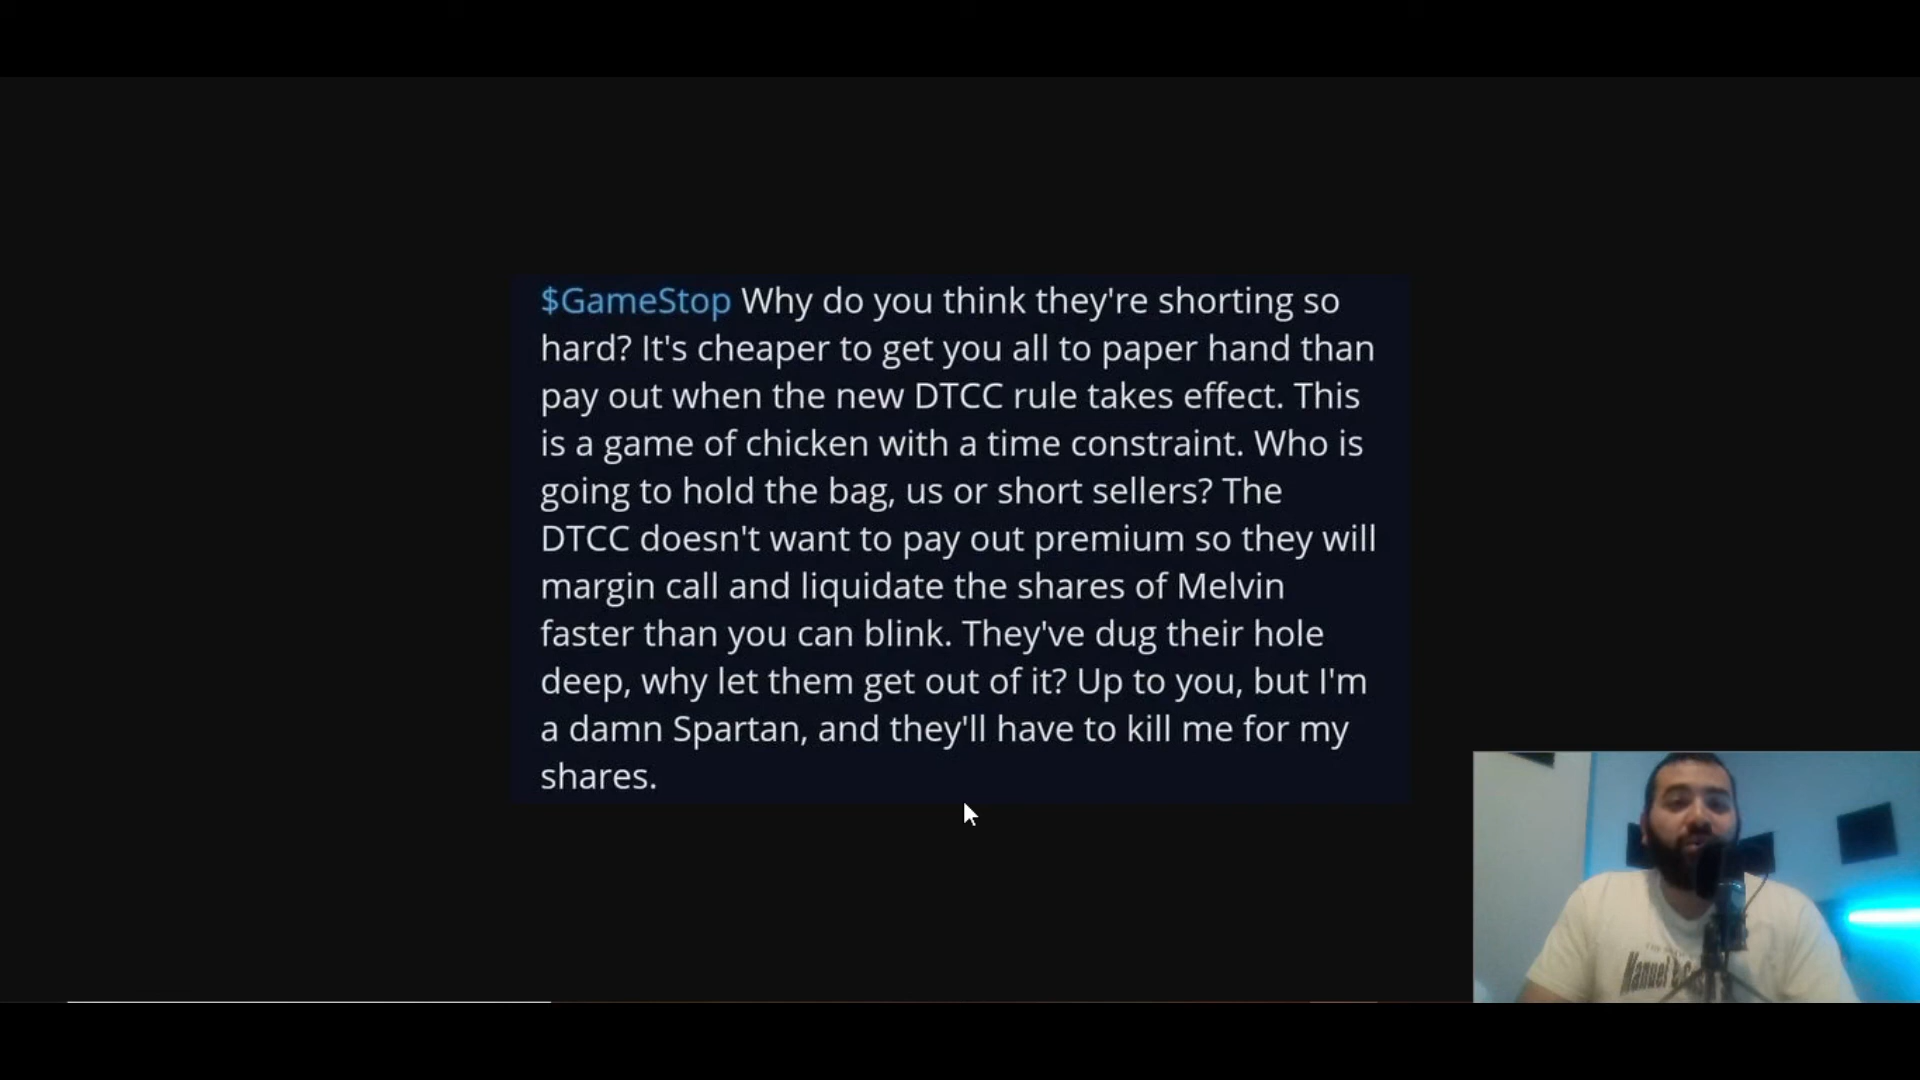 $GameStop Why do you think they're shorting so
hard? It's cheaper to get you all to paper hand than
pay out when the new DTCC rule takes effect. This
is a game of chicken with a time constraint. Who is
going to hold the bag, us or short sellers? The
DTCC doesn't want to pay out premium so they will
margin call and liquidate the shares of Melvin
faster than you can blink. They've dug their hole
deep, why let them get out of it? Up to you, but I'm
a damn Spartan, and they'll have to kill me for my
shares.
Manuel